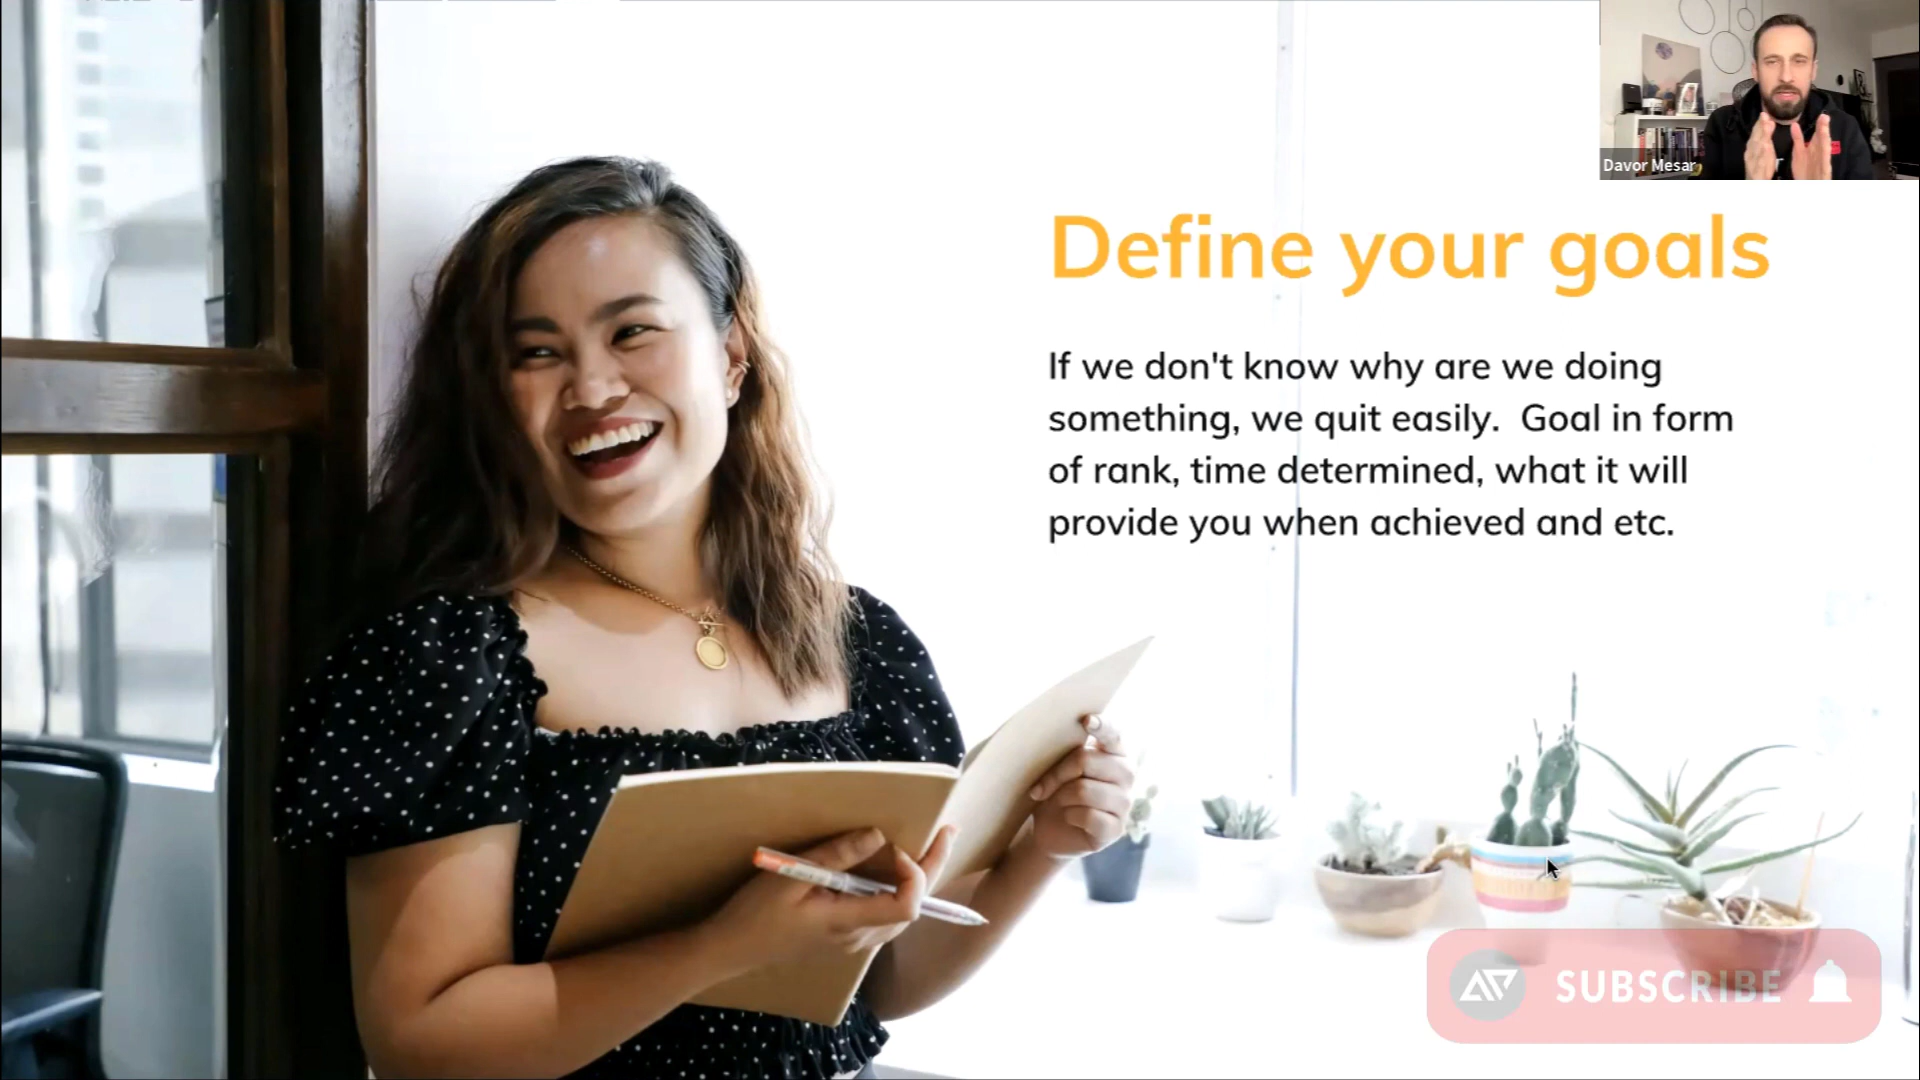 Davor Mesar
Define your goals
If we don't know why are we doing
something, we quit easily.  Goal in form
of rank, time determined, what it will
provide you when achieved and etc.
SUBSCRIBE